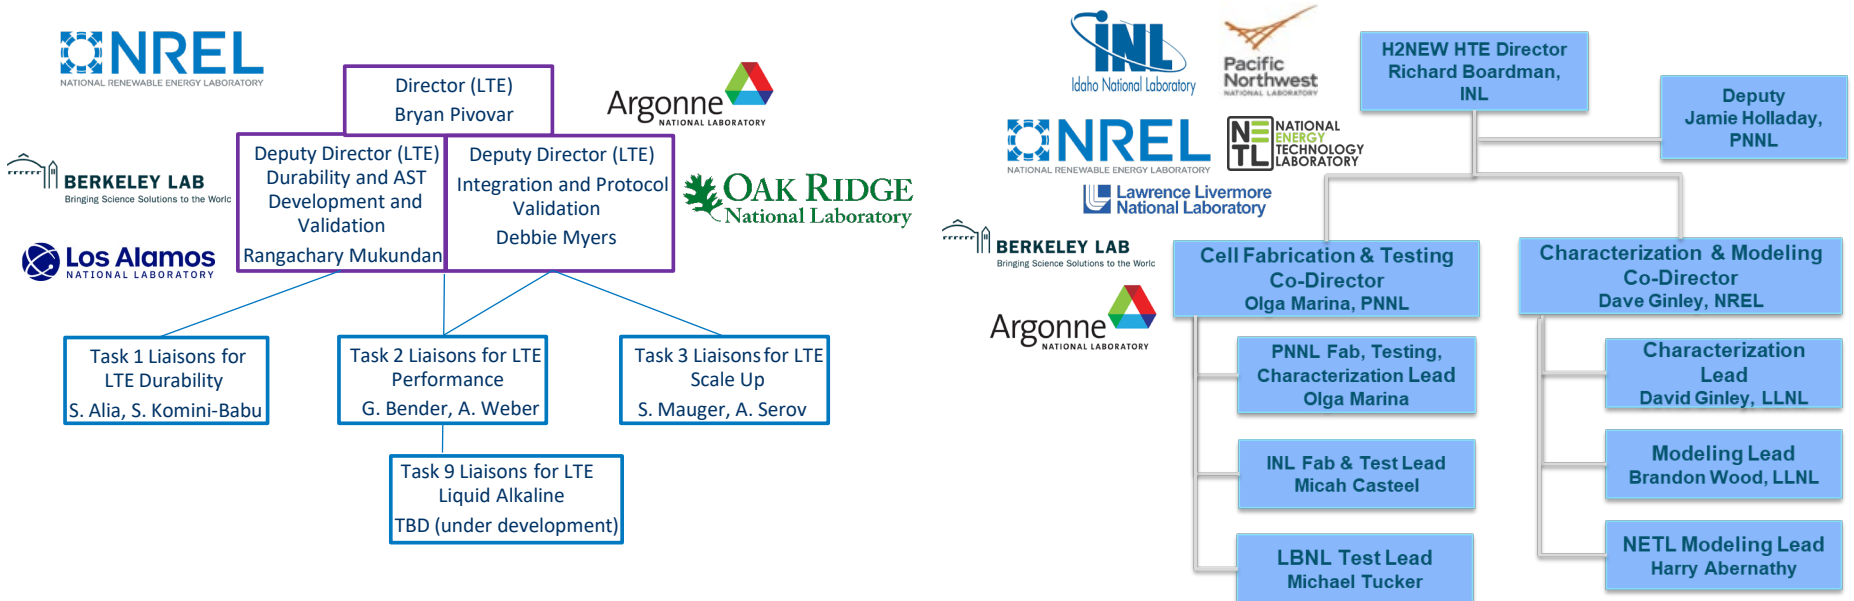 NREL
NATIONAL RENEWABLE ENERGY LABORATORY
Director (LTE)
Bryan Pivovar
Argonne
NATIONAL LABORATORY
BERKELEY LAB
Bringing Science Solutions to the World
Deputy Director (LTE)
Durability and AST
Development and
Validation
Rangachary Mukundan
Deputy Director (LTE)
Integration and Protocol
Validation
Debbie Myers
OAK RIDGE
National Laboratory
Los Alamos
NATIONAL LABORATORY
Task 1 Liaisons for
LTE Durability
S. Alia, S. Komini-Babu
Task 2 Liaisons for LTE
Performance
G. Bender, A. Weber
Task 3 Liaisons for LTE
Scale Up
S. Mauger, A. Serov
Task 9 Liaisons for LTE
Liquid Alkaline
TBD (under development)
INL
Idaho National Laboratory
Pacific
Northwest
NATIONAL LABORATORY
NREL
NATIONAL RENEWABLE ENERGY LABORATORY
NETL
NATIONAL
ENERGY
TECHNOLOGY
LABORATORY
Lawrence Livermore
National Laboratory
BERKELEY LAB
Bringing Science Solutions to the World
Argonne
NATIONAL LABORATORY
H2NEW HTE Director
Richard Boardman,
INL
Deputy
Jamie Holladay,
PNNL
Cell Fabrication & Testing
Co-Director
Olga Marina, PNNL
PNNL Fab, Testing,
Characterization Lead
Olga Marina
INL Fab & Test Lead
Micah Casteel
LBNL Test Lead
Michael Tucker
Characterization & Modeling
Co-Director
Dave Ginley, NREL
Characterization
Lead
David Ginley, LLNL
Modeling Lead
Brandon Wood, LLNL
NETL Modeling Lead
Harry Abernathy